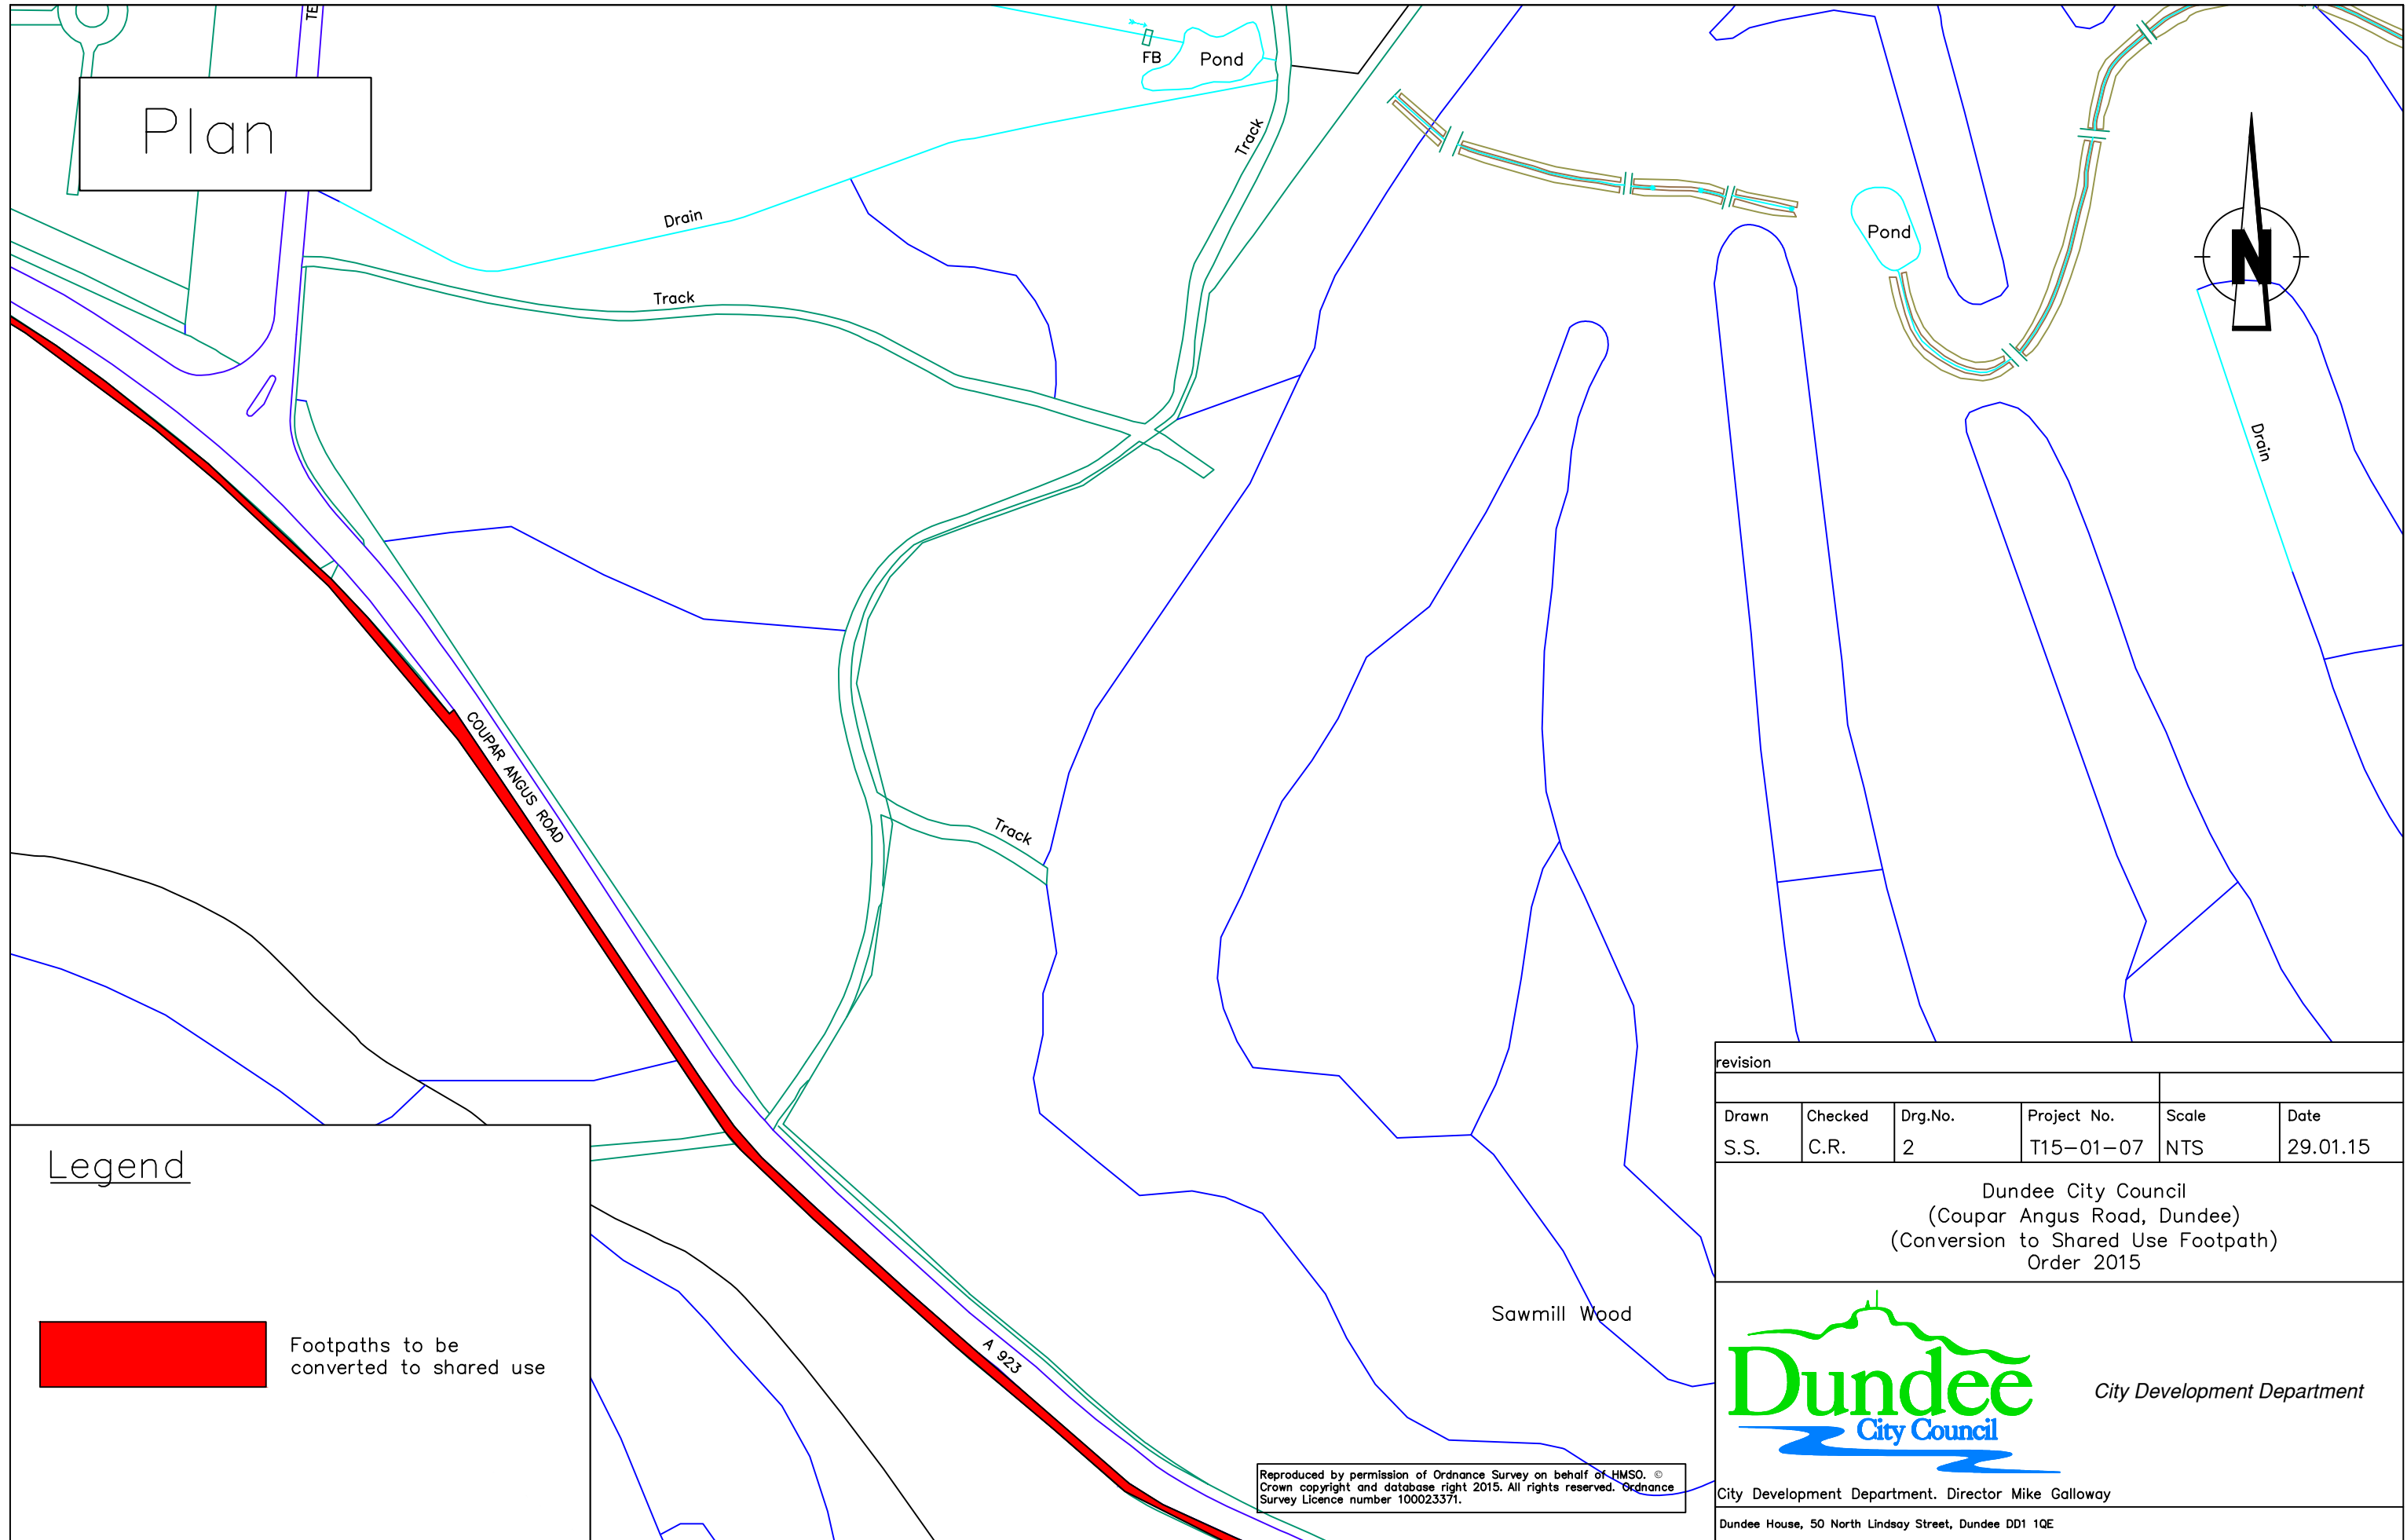 TE
FB
Pond
Plan
Track
Drain
Pond
N
Track
Drain
COUPAR ANGUS ROAD
Track
A 923
Sawmill Wood
Legend
Footpaths to be
converted to shared use
Reproduced by permission of Ordnance Survey on behalf of HMSO. ©
Crown copyright and database right 2015. All rights reserved. Ordnance
Survey Licence number 100023371.
revision
Drawn Checked Drg.No. Project No. Scale Date
S.S. C.R. 2 T15-01-07 NTS 29.01.15
Dundee City Council
(Coupar Angus Road, Dundee)
(Conversion to Shared Use Footpath)
Order 2015
Dundee
City Council
City Development Department
City Development Department. Director Mike Galloway
Dundee House, 50 North Lindsay Street, Dundee DD1 1QE